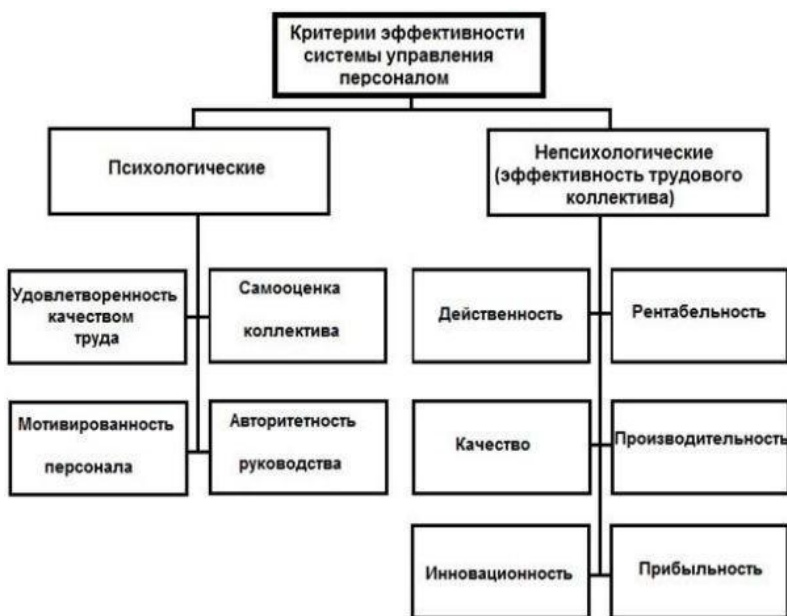 Критерии эффективности
системы управления
персоналом
Психологические
Непсихологические
(эффективность трудового
коллектива)
Удовлетворенность
качеством
труда
Самооценка
коллектива
Действенность
Рентабельность
Мотивированность
персонала
Авторитетность
руководства
Качество
Производительность
Инновационность
Прибыльность